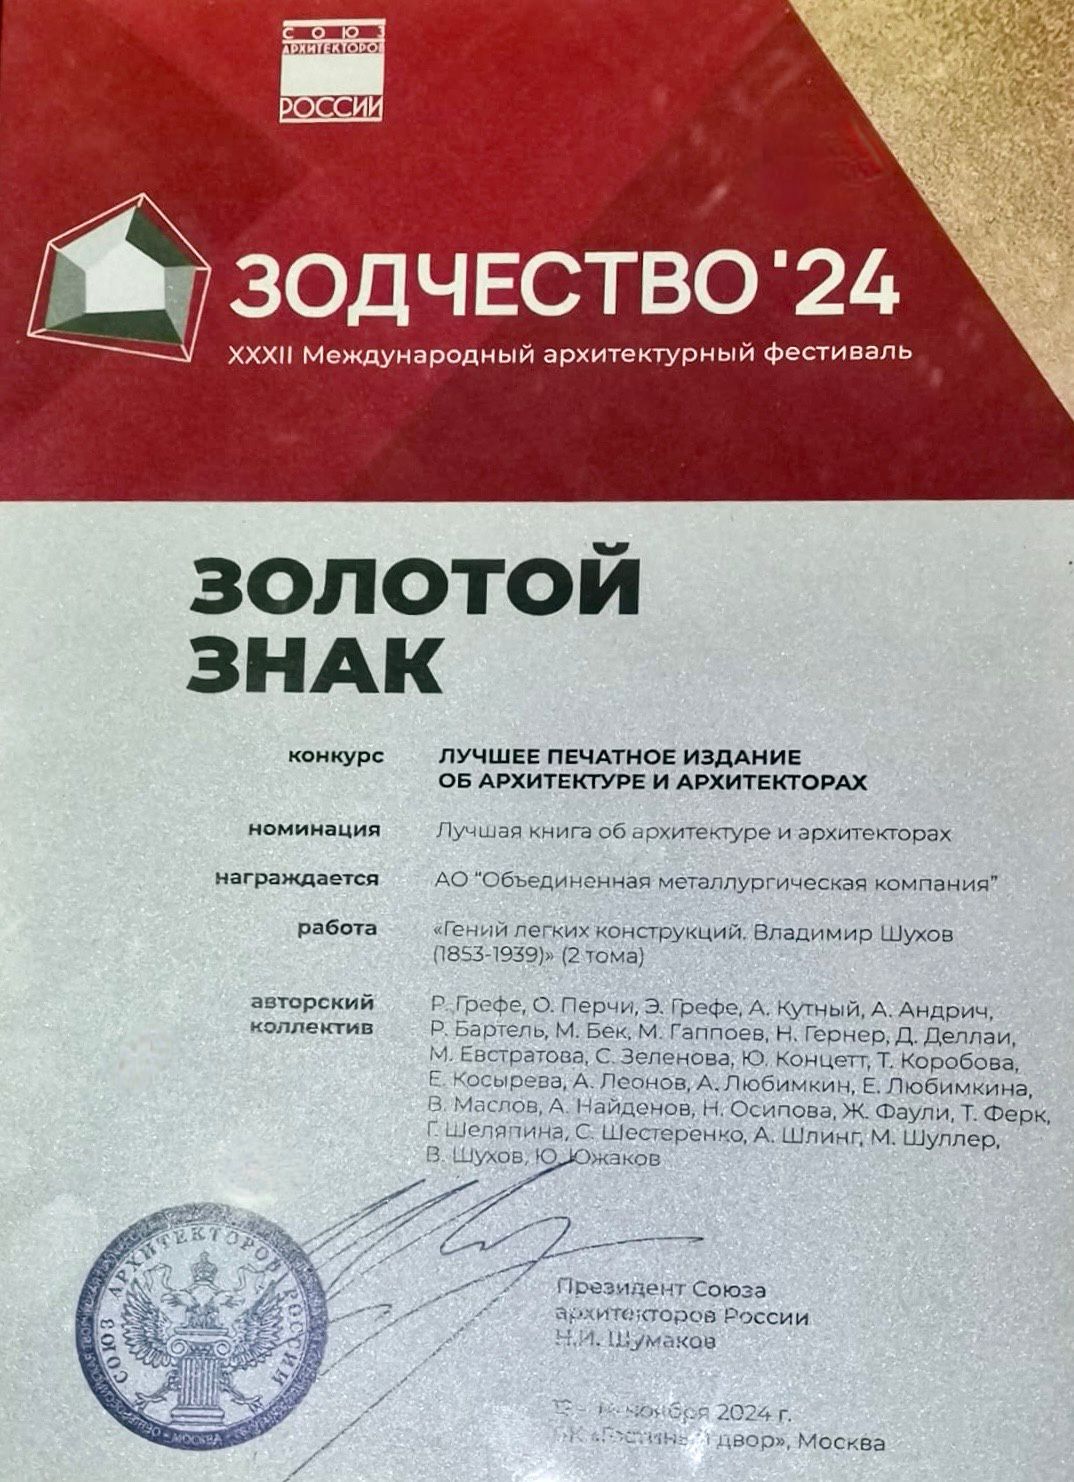 СОЮЗ
АРХИТЕКТОРОВ
РОССИИ
ЗОДЧЕСТВО '24
XXXII Международный архитектурный фестиваль
ЗОЛОТОЙ
ЗНАК
конкурс ЛУЧШЕЕ ПЕЧАТНОЕ ИЗДАНИЕ
ОБ АРХИТЕКТУРЕ И АРХИТЕКТОРАХ
номинация Лучшая книга об архитектуре и архитекторах
награждается АО "Объединенная металлургическая компания"
работа «Гений легких конструкций. Владимир Шухов
(1853-1939)» (2 тома)
авторский Р. Грефе, О. Перчи, Э. Грефе, А. Кутный, А. Андрич,
коллектив Р. Бартель, М. Бек, М. Гаппоев, Н. Гернер, Д. Деллаи,
М. Евстратова, С. Зеленова, Ю. Концетт, Т. Коробова,
Е. Косырева, А. Леонов, А. Любимкин, Е. Любимкина,
В. Маслов, А. Найденов, Н. Осипова, Ж. Фаули, Т. Ферк,
Г. Шеляпина, С. Шестеренко, А. Шлинг, М. Шуллер,
В. Шухов, Ю. Южаков
СОЮЗ АРХИТЕКТОРОВ РОССИИ
МОСКВА
Президент Союза
архитекторов России
Н.И. Шумаков
ноября 2024 г.
двор», Москва